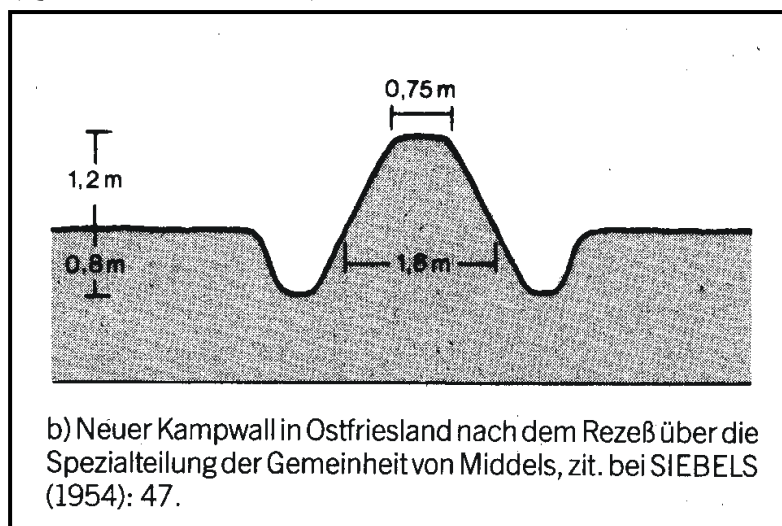 0,75 m
1,2 m
0,8m
1,8m
b) Neuer Kampwall in Ostfriesland nach dem Rezeß über die
Spezialteilung der Gemeinheit von Middels, zit. bei SIEBELS
(1954): 47.